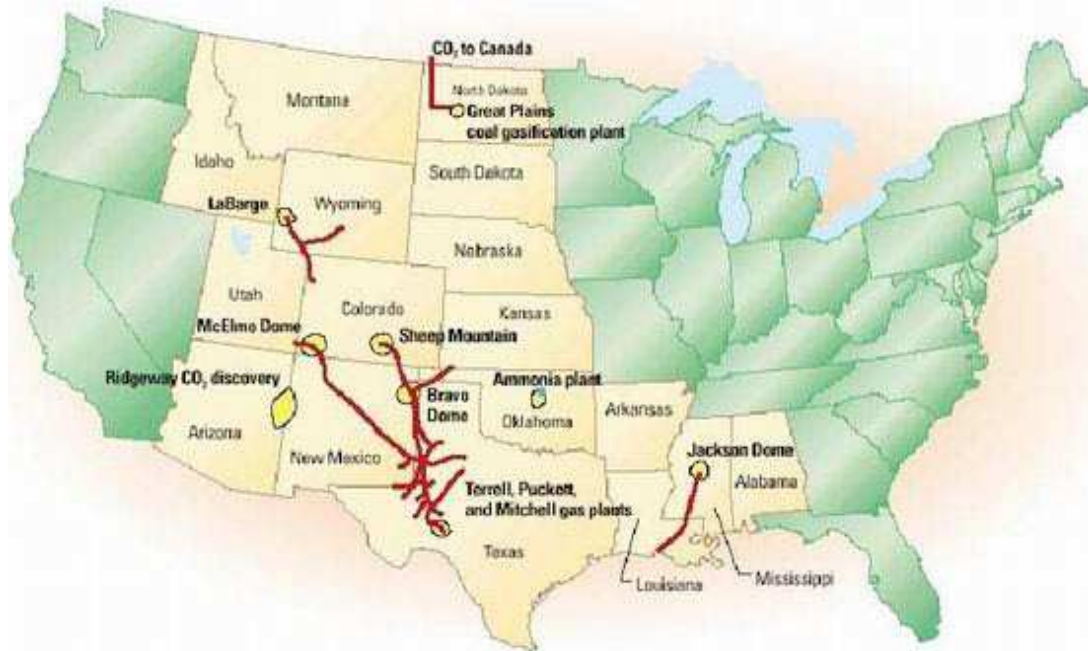 CO₂ to Canada
North Dakota
Montana
Great Plains
coal gasification plant
Idaho
South Dakota
LaBarge
Wyoming
Nebraska
Utah
Colorado
Kansas
McElmo Dome
Sheep Mountain
Ridgeway CO₂ discovery
Ammonia plant
Bravo
Dome
Oklahoma
Arkansas
Arizona
New Mexico
Jackson Dome
Alabama
Terrell, Puckett,
and Mitchell gas plants
Texas
Louisiana
Mississippi